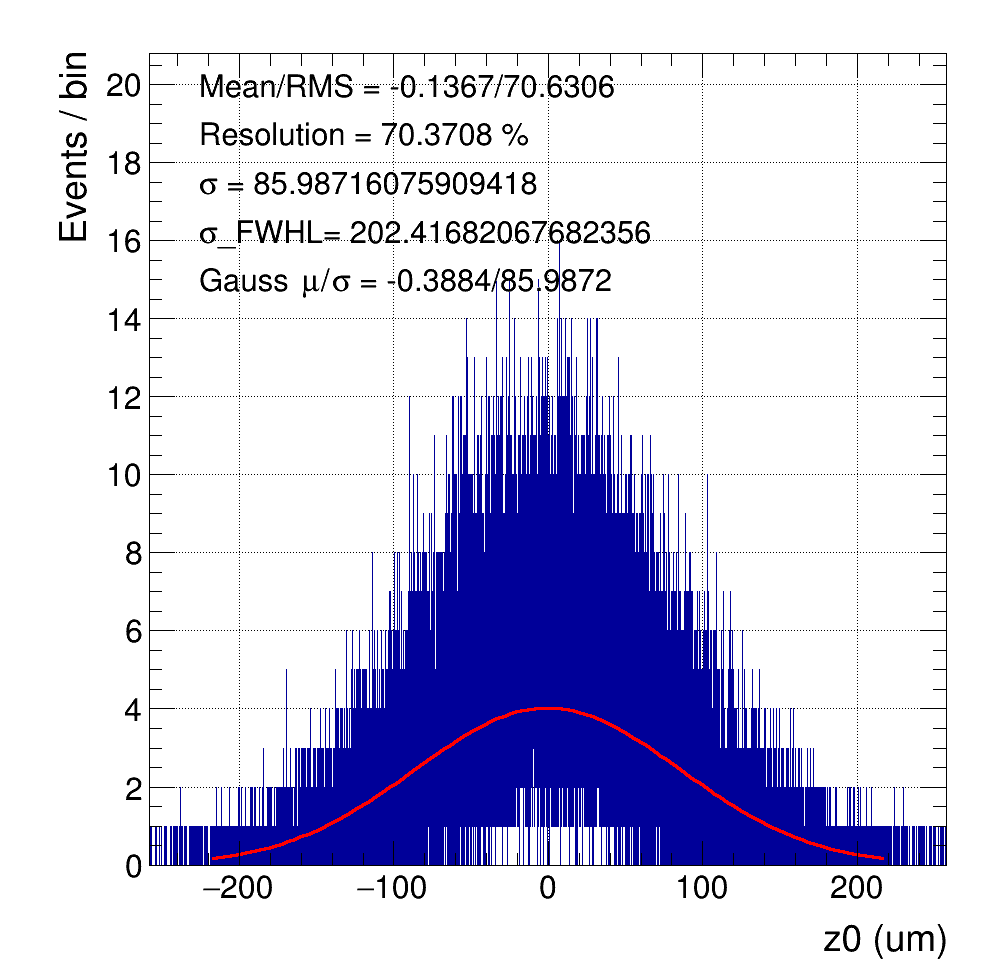 Events / bin
20
18
16
14
12
10
8
6
4
2
0
Mean/RMS = -0.1367/70.6306
Resolution = 70.3708 %
σ = 85.98716075909418
σ_FWHL= 202.41682067682356
Gauss μ/σ = -0.3884/85.9872
−200 −100 0 100 200
z0 (um)